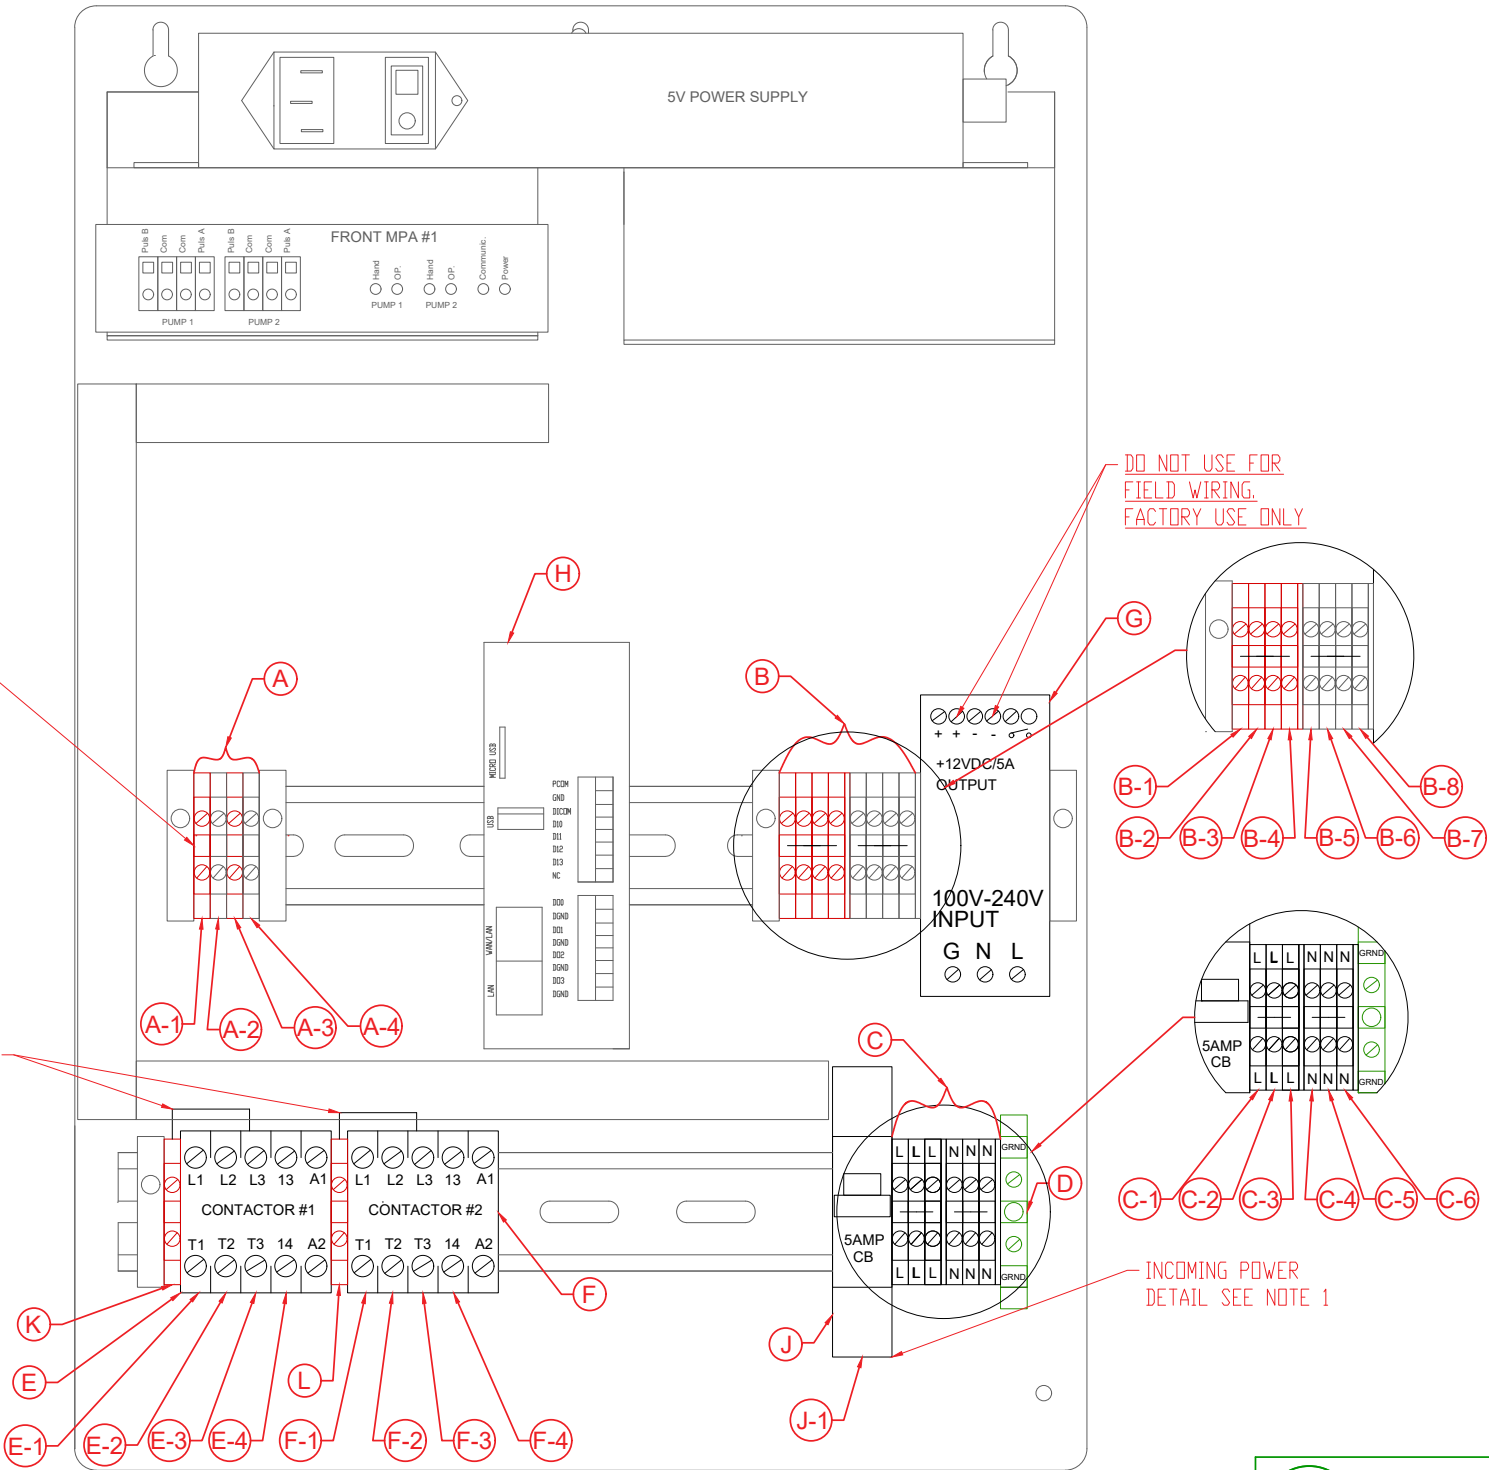 5V POWER SUPPLY
Puls B Com Com Puls A Puls B Com Com Puls A
FRONT MPA #1
Hand OP. Hand OP. Communic. Power
PUMP 1 PUMP 2
PUMP 1 PUMP 2
DO NOT USE FOR
FIELD WIRING.
FACTORY USE ONLY
H
G
A
B
+ + - -
+12VDC/5A
OUTPUT
B-1
B-8
B-2 B-3 B-4 B-5 B-6 B-7
MICRO USB
USB
WAN/LAN
LAN
PCOM
GND
DICOM
DI0
DI1
DI2
DI3
NC
DO0
DGND
DO1
DGND
DO2
DGND
DO3
DGND
100V-240V
INPUT
G N L
A-1 A-2 A-3 A-4
C
L L L N N N GRND
5AMP
CB
L L L N N N GRND
C-1 C-2 C-3 C-4 C-5 C-6
D
L1 L2 L3 13 A1
CONTACTOR #1
T1 T2 T3 14 A2
L1 L2 L3 13 A1
CONTACTOR #2
T1 T2 T3 14 A2
L L L N N N GRND
5AMP
CB
L L L N N N GRND
INCOMING POWER
DETAIL SEE NOTE 1
F
K
J
E
L
J-1
E-1 E-2 E-3 E-4 F-1 F-2 F-3 F-4